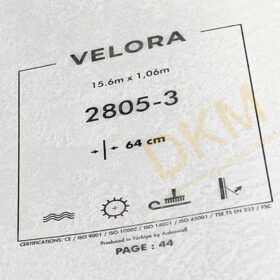 VELORA
15.6m x 1,06m
2805-3
64 cm
DKM
CERTIFICATIONS: CE / ISO 9001 / ISO 10002 / ISO 14001 / ISO 45001 / TSE TS EN 233 / FSC
Produced in Türkiye by Ankawall
PAGE : 44